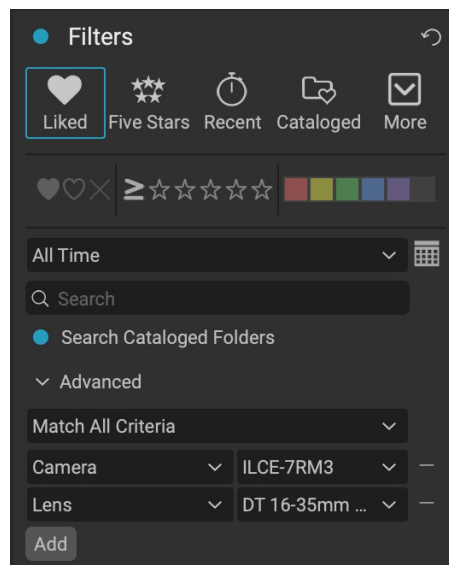 Filters
Liked Five Stars Recent Cataloged More
≥
All Time
Search
Search Cataloged Folders
Advanced
Match All Criteria
Camera ILCE-7RM3
Lens DT 16-35mm ...
Add